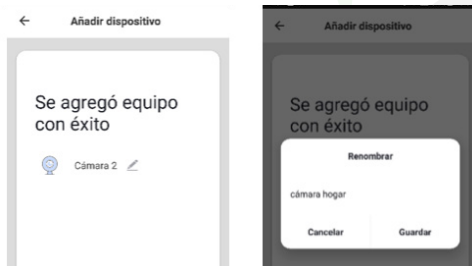 Añadir dispositivo
Se agregó equipo
con éxito
Cámara 2
Añadir dispositivo
Se agregó equipo
con éxito
Renombrar
cámara hogar
Cancelar Guardar